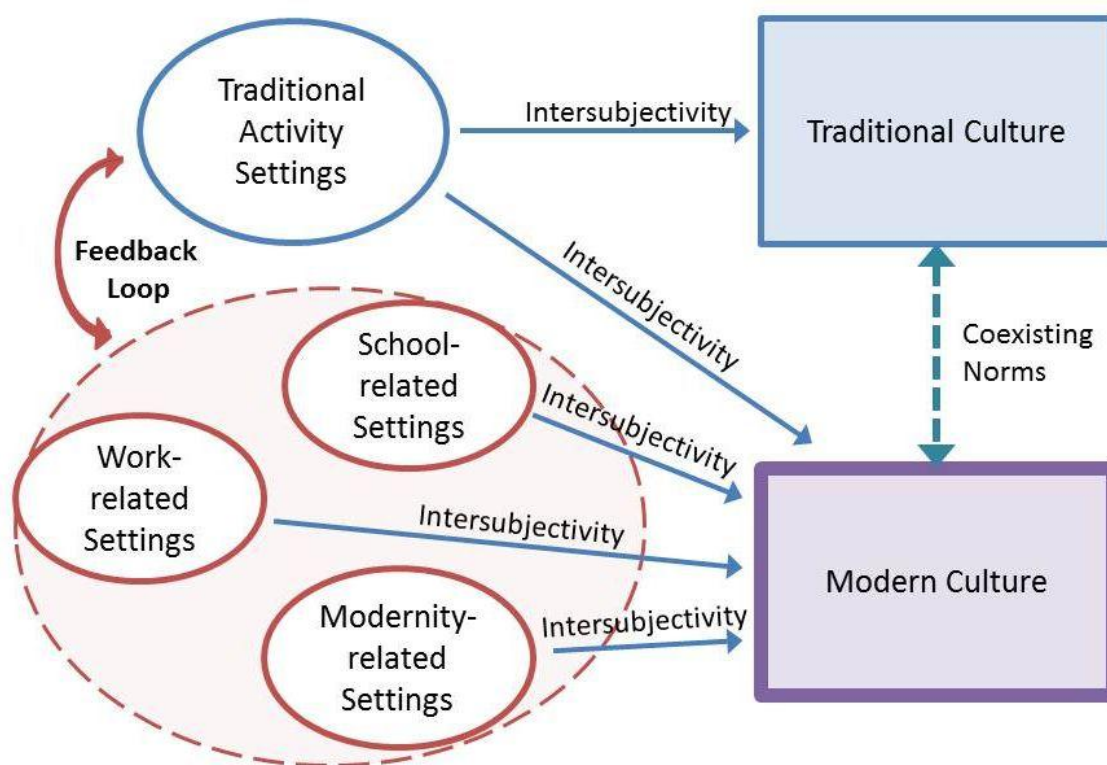 Traditional
Activity
Settings
Intersubjectivity
Traditional Culture
Feedback
Loop
Intersubjectivity
Coexisting
Norms
School-
related
Settings
Intersubjectivity
Work-
related
Settings
Intersubjectivity
Modern Culture
Modernity-
related
Settings
Intersubjectivity